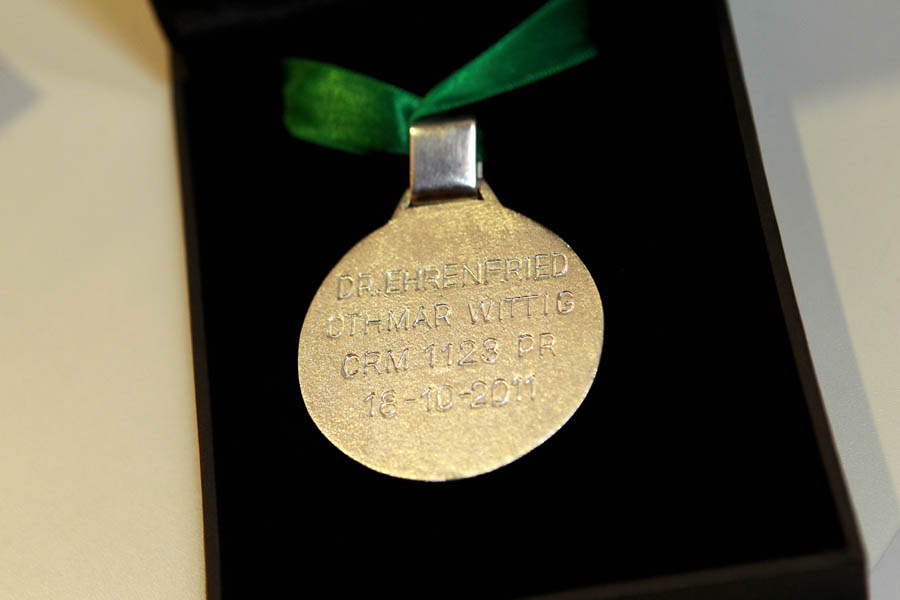 DR. EHRENFRIED
OTHMAR WITTIG
CRM 1123 PR
18-10-2011